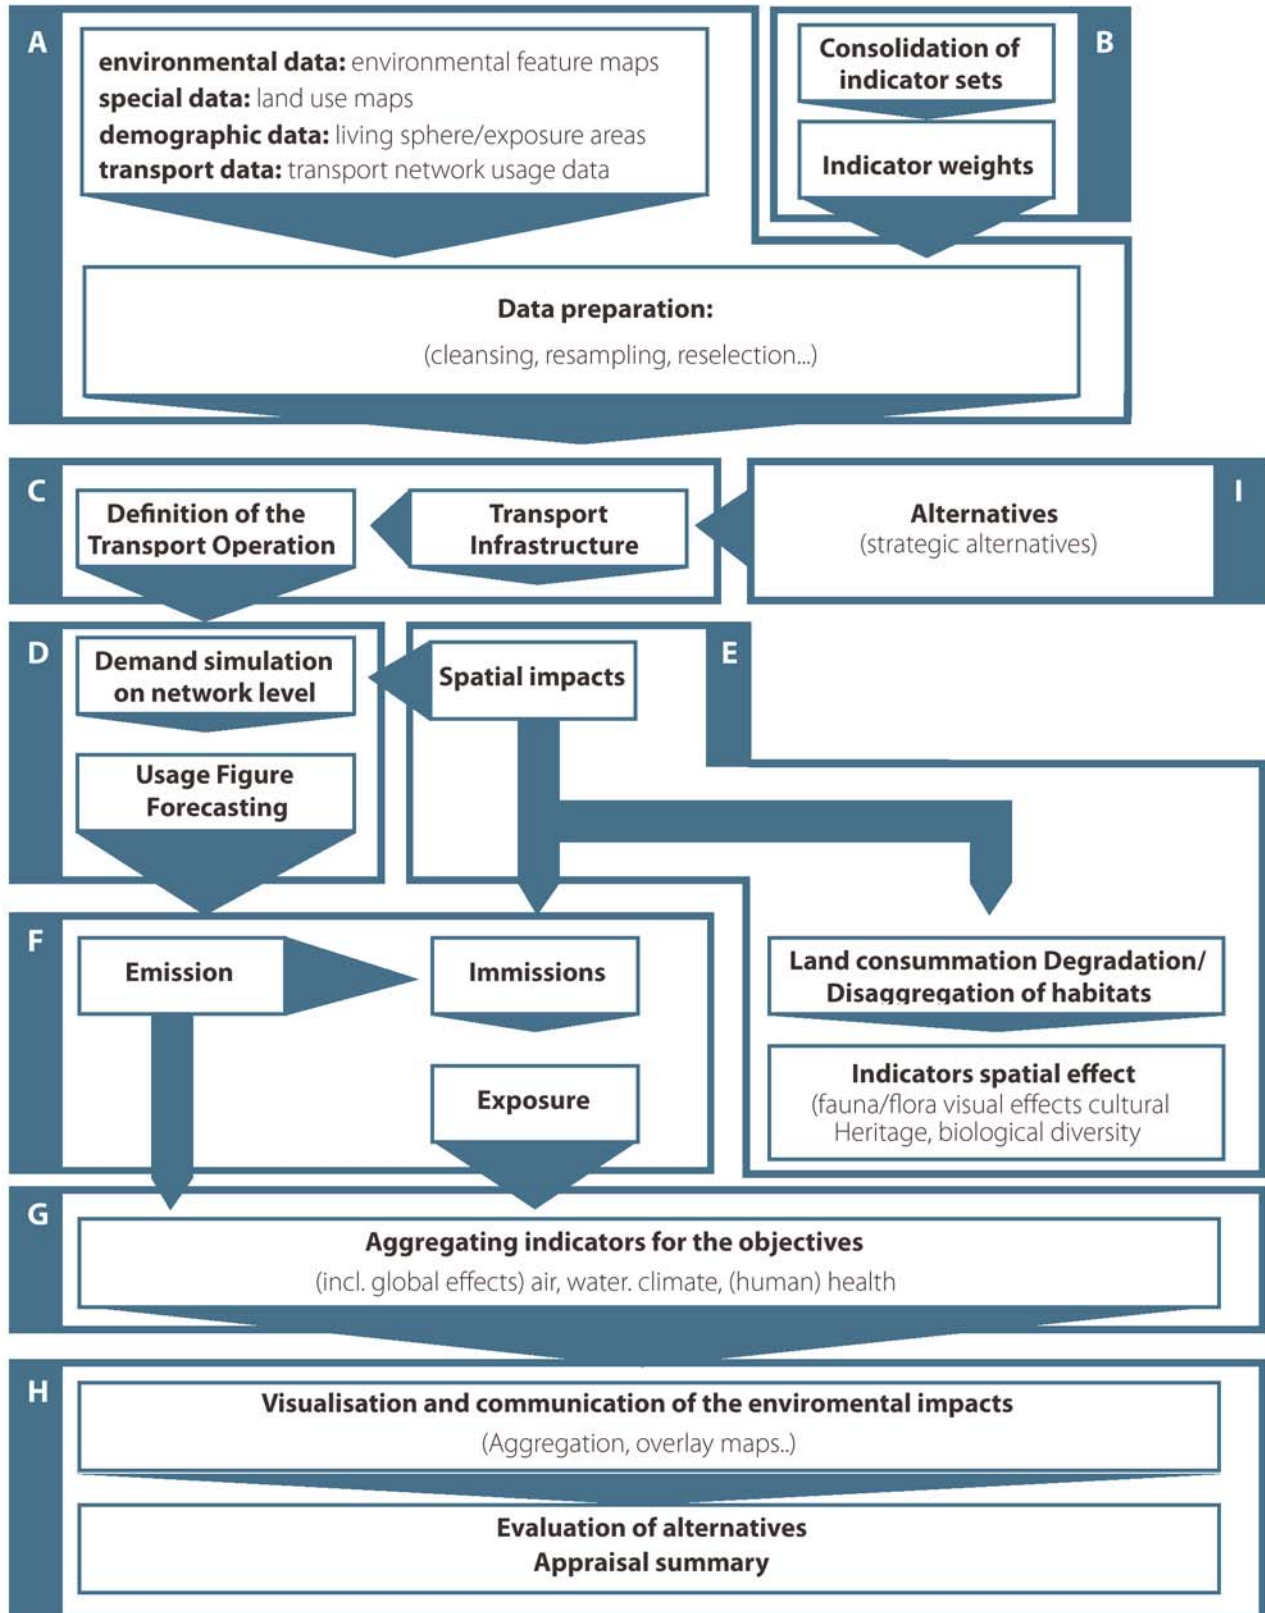 A
environmental data: environmental feature maps
special data: land use maps
demographic data: living sphere/exposure areas
transport data: transport network usage data
B
Consolidation of
indicator sets
Indicator weights
Data preparation:
(cleansing, resampling, reselection...)
C
Definition of the
Transport Operation
Transport
Infrastructure
I
Alternatives
(strategic alternatives)
D
Demand simulation
on network level
Usage Figure
Forecasting
E
Spatial impacts
F
Emission
Immissions
Exposure
Land consummation Degradation/
Disaggregation of habitats
Indicators spatial effect
(fauna/flora visual effects cultural
Heritage, biological diversity
G
Aggregating indicators for the objectives
(incl. global effects) air, water. climate, (human) health
H
Visualisation and communication of the enviromental impacts
(Aggregation, overlay maps..)
Evaluation of alternatives
Appraisal summary